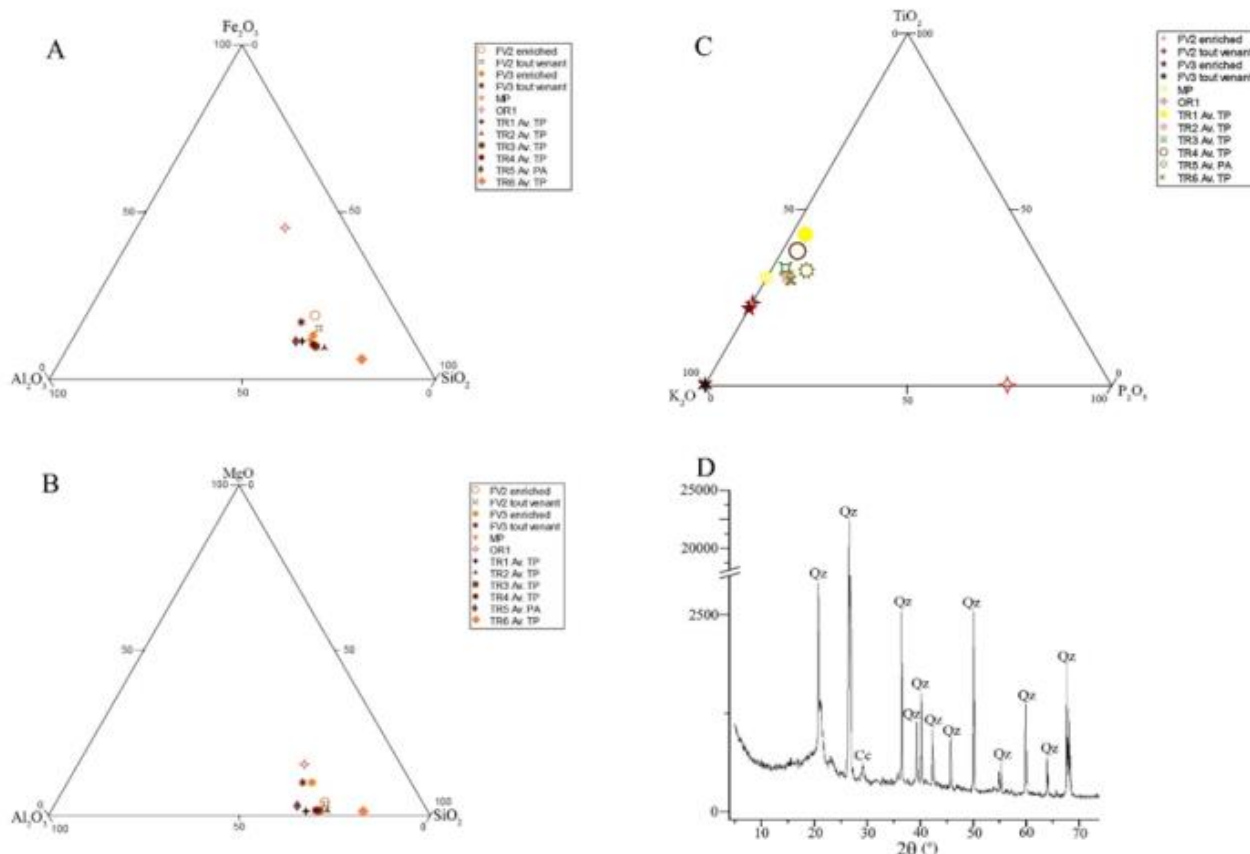 A
Fe₂O₃
100 0
FV2 enriched
FV2 tout venant
FV3 enriched
FV3 tout venant
MP
OR1
TR1 Av. TP
TR2 Av. TP
TR3 Av. TP
TR4 Av. TP
TR5 Av. PA
TR6 Av. TP
50 50
0 100
Al₂O₃ SiO₂
100 50 0
C
TiO₂
0 100
FV2 enriched
FV2 tout venant
FV3 enriched
FV3 tout venant
MP
OR1
TR1 Av. TP
TR2 Av. TP
TR3 Av. TP
TR4 Av. TP
TR5 Av. PA
TR6 Av. TP
50 50
100 0
K₂O P₂O₅
0 50 100
B
MgO
100 0
FV2 enriched
FV2 tout venant
FV3 enriched
FV3 tout venant
MP
OR1
TR1 Av. TP
TR2 Av. TP
TR3 Av. TP
TR4 Av. TP
TR5 Av. PA
TR6 Av. TP
50 50
0 100
Al₂O₃ SiO₂
100 50 0
D
25000
20000
2500
0
Qz
Qz
Qz
Qz
Qz
Qz
Qz
Qz
Qz
Qz
Qz
Qz
Cc
10 20 30 40 50 60 70
2θ (°)